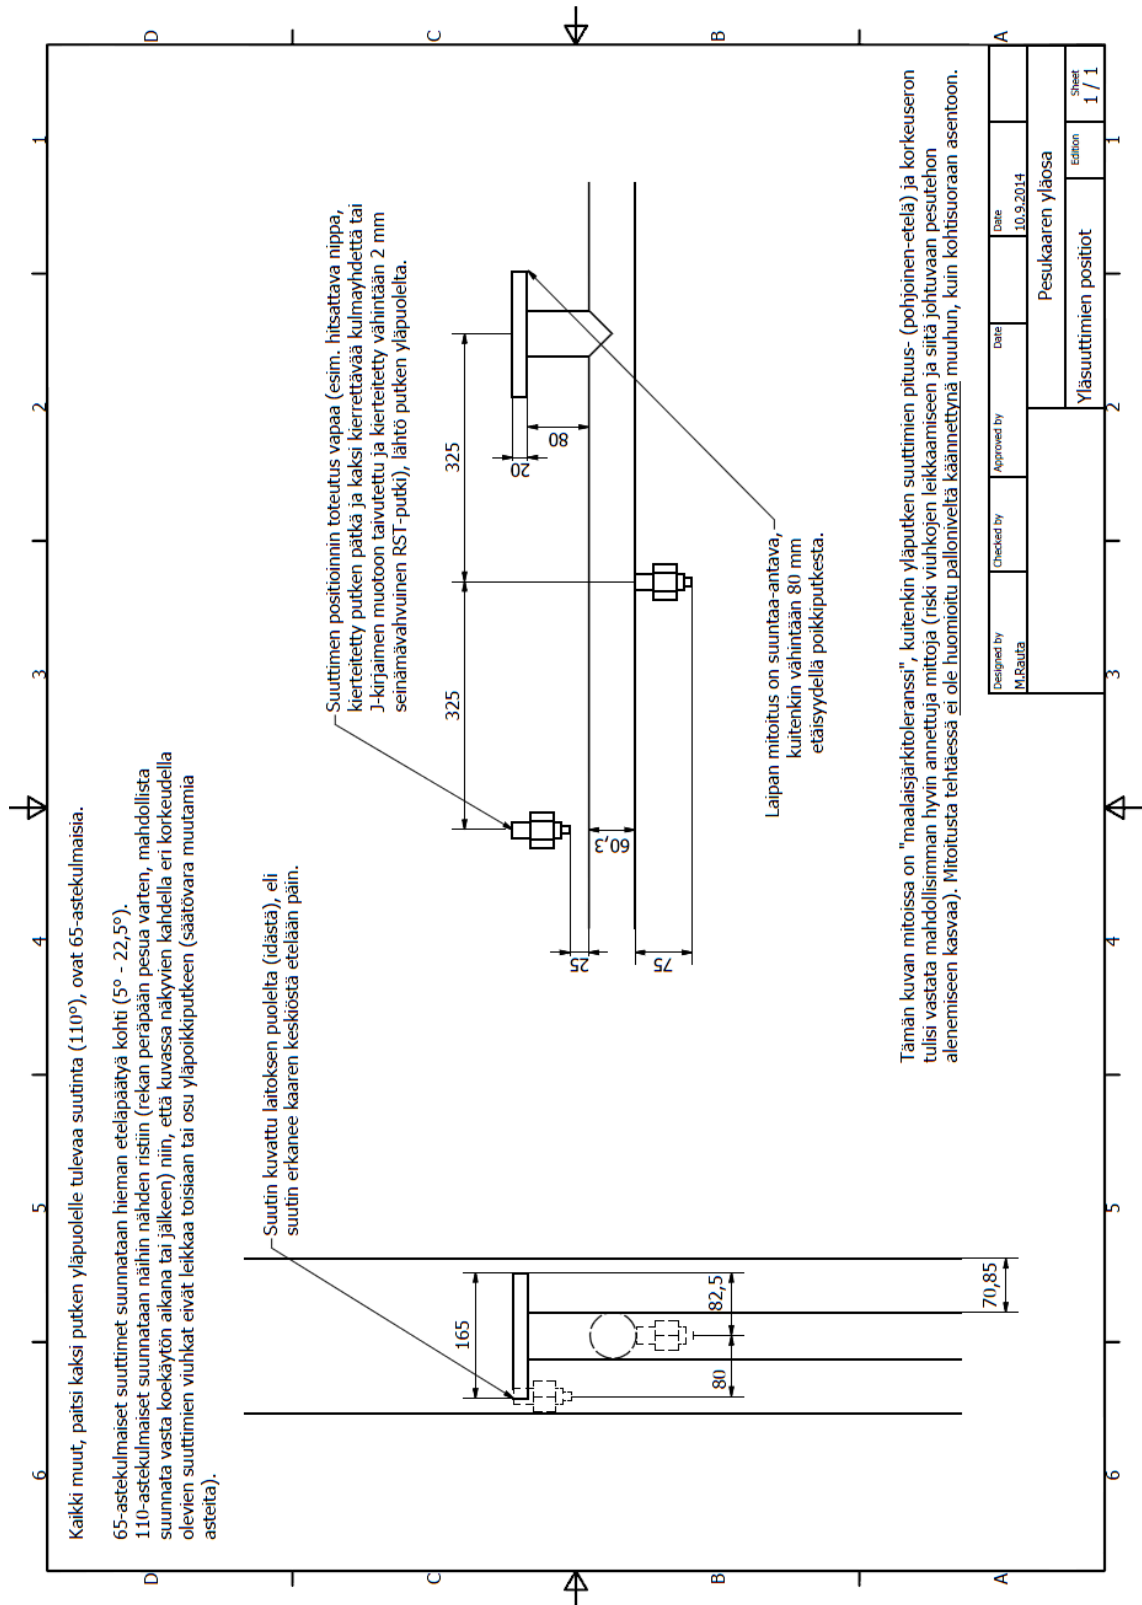 Kaikki muut, paitsi kaksi putken yläpuolelle tulevaa suutinta (110°), ovat 65-astekulmaisia.
65-astekulmaiset suuttimet suunnataan hieman eteläpäätyä kohti (5° - 22,5°).
110-astekulmaiset suunnataan näihin nähden ristiin (rekan peräpään pesua varten, mahdollista
suunnata vasta koekäytön aikana tai jälkeen) niin, että kuvassa näkyvien kahdella eri korkeudella
olevien suuttimien viuhkat eivät leikkaa toisiaan tai osu yläpoikkiputkeen (säätövara muutamia
asteita).
Suutin kuvattu laitoksen puolelta (idästä), eli
suutin erkanee kaaren keskiöstä etelään päin.
Suuttimen positioinnin toteutus vapaa (esim. hitsattava nippa,
kierteitetty putken pätkä ja kaksi kierrettävää kulmayhdettä tai
J-kirjaimen muotoon taivutettu ja kierteitetty vähintään 2 mm
seinämävahvuinen RST-putki), lähtö putken yläpuolelta.
165
82,5
80
70,85
325
325
20
80
25
60,3
75
Laipan mitoitus on suuntaa-antava,
kuitenkin vähintään 80 mm
etäisyydellä poikkiputkesta.
Tämän kuvan mitoissa on "maalaisjärkitoleranssi", kuitenkin yläputken suuttimien pituus- (pohjoinen-etelä) ja korkeuseron
tulisi vastata mahdollisimman hyvin annettuja mittoja (riski viuhkojen leikkaamiseen ja siitä johtuvaan pesutehon
alenemiseen kasvaa). Mitoitusta tehtäessä ei ole huomioitu palloniveltä käännettynä muuhun, kuin kohtisuoraan asentoon.
Designed by
M.Rauta
Checked by
Approved by
Date
Date
10.9.2014
Pesukaaren yläosa
Yläsuuttimien positiot
Edition
Sheet
1 / 1
6
5
4
3
2
1
6
5
4
3
2
1
D
C
B
A
D
C
B
A